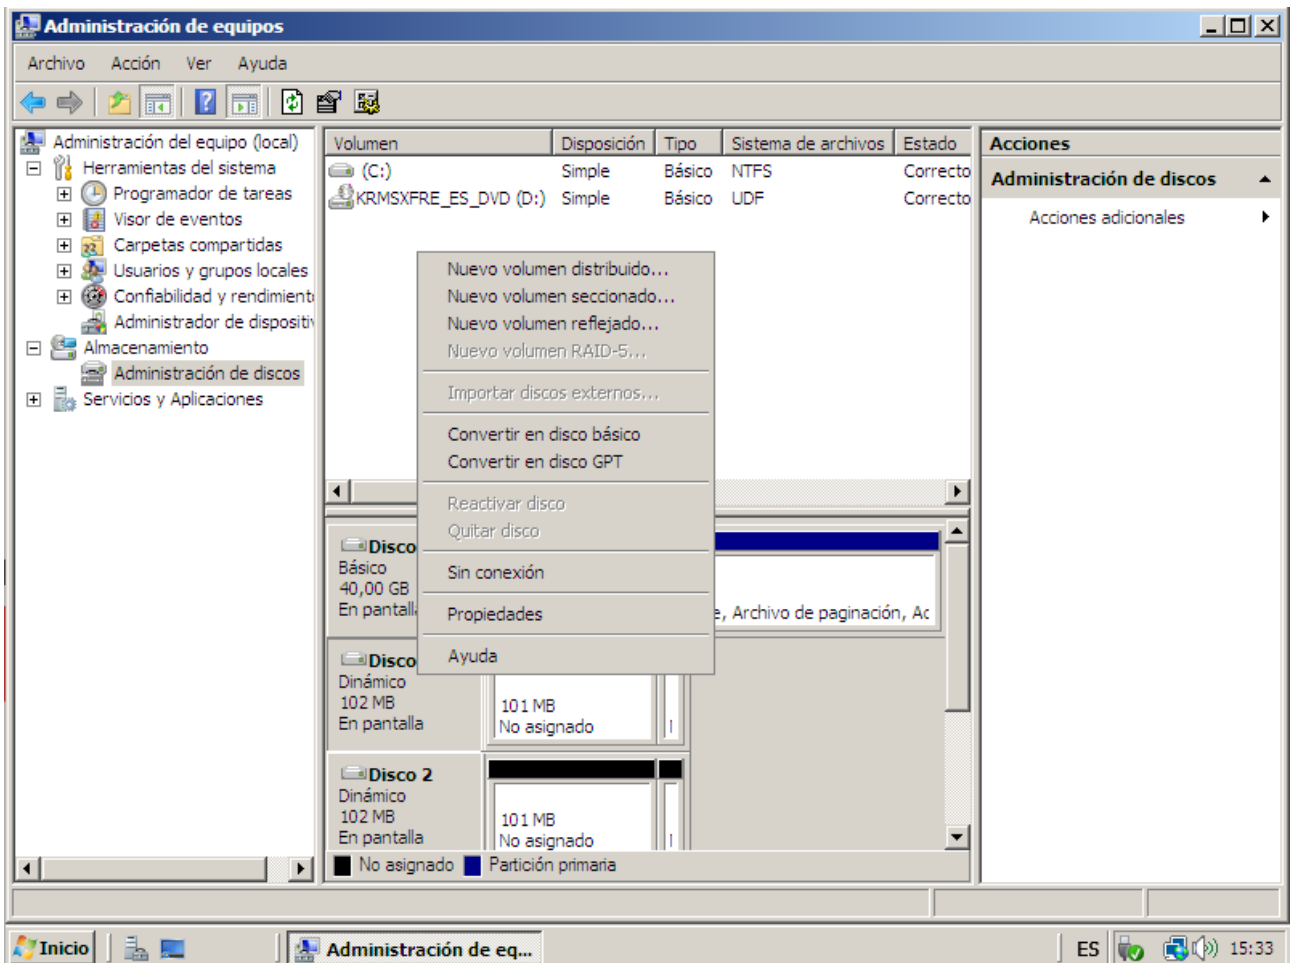 Administración de equipos
Archivo Acción Ver Ayuda
Administración del equipo (local)
Herramientas del sistema
Programador de tareas
Visor de eventos
Carpetas compartidas
Usuarios y grupos locales
Confiabilidad y rendimient
Administrador de dispositiv
Almacenamiento
Administración de discos
Servicios y Aplicaciones
Volumen Disposición Tipo Sistema de archivos Estado
(C:) Simple Básico NTFS Correcto
KRMSXFRE_ES_DVD (D:) Simple Básico UDF Correcto
Nuevo volumen distribuido...
Nuevo volumen seccionado...
Nuevo volumen reflejado...
Nuevo volumen RAID-5...
Importar discos externos...
Convertir en disco básico
Convertir en disco GPT
Reactivar disco
Quitar disco
Sin conexión
Propiedades
Ayuda
Disco
Básico
40,00 GB
En pantall
, Archivo de paginación, Ac
Disco
Dinámico
102 MB
En pantalla
101 MB
No asignado
Disco 2
Dinámico
102 MB
En pantalla
101 MB
No asignado
No asignado Partición primaria
Acciones
Administración de discos
Acciones adicionales
Inicio
Administración de eq...
ES 15:33